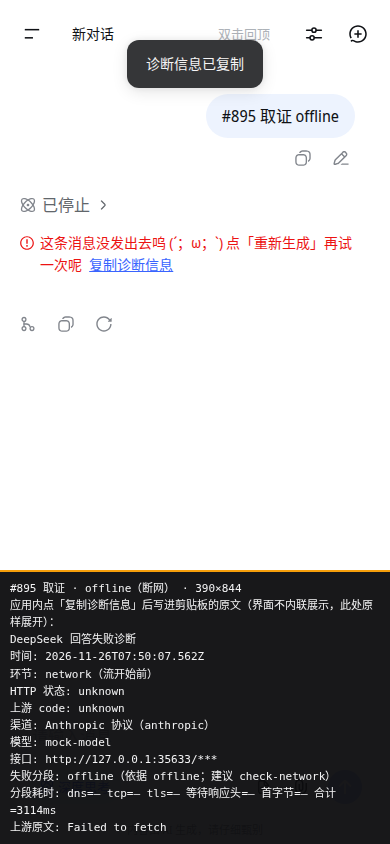 新对话
双击回顶
诊断信息已复制
#895 取证 offline
已停止
这条消息没发出去呜 (´；ω；`) 点「重新生成」再试
一次呢 复制诊断信息
#895 取证 · offline（断网） · 390×844
应用内点「复制诊断信息」后写进剪贴板的原文（界面不内联展示，此处原
样展开）：
DeepSeek 回答失败诊断
时间: 2026-11-26T07:50:07.562Z
环节: network（流开始前）
HTTP 状态: unknown
上游 code: unknown
渠道: Anthropic 协议（anthropic）
模型: mock-model
接口: http://127.0.0.1:35633/***
失败分段: offline（依据 offline；建议 check-network）
分段耗时: dns=— tcp=— tls=— 等待响应头=— 首字节=— 合计
=3114ms
上游原文: Failed to fetch